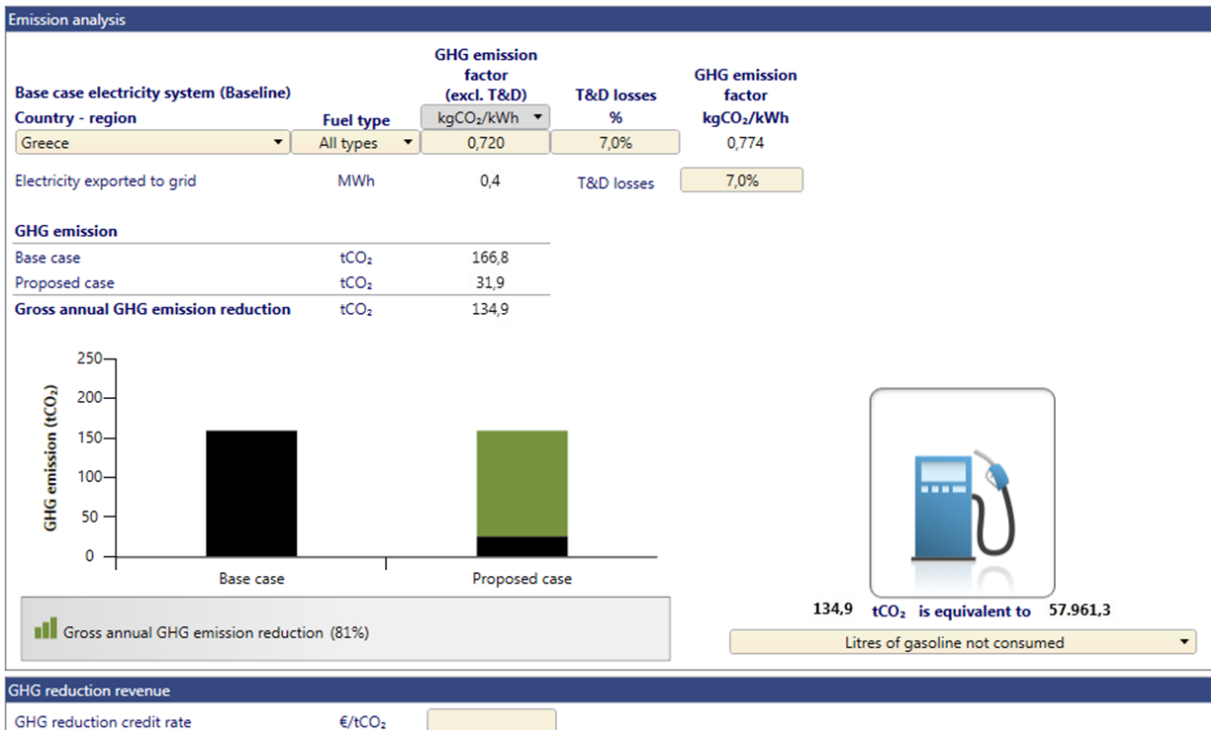 Emission analysis
GHG emission
factor
(excl. T&D)
GHG emission
factor
Base case electricity system (Baseline)
T&D losses
Country - region
Fuel type
kgCO₂/kWh
%
kgCO₂/kWh
Greece
All types
0,720
7,0%
0,774
Electricity exported to grid
MWh
0,4
T&D losses
7,0%
GHG emission
Base case
tCO₂
166,8
Proposed case
tCO₂
31,9
Gross annual GHG emission reduction
tCO₂
134,9
GHG emission (tCO₂)
250
200
150
100
50
0
Base case
Proposed case
Gross annual GHG emission reduction (81%)
134,9 tCO₂ is equivalent to 57.961,3
Litres of gasoline not consumed
GHG reduction revenue
GHG reduction credit rate
€/tCO₂